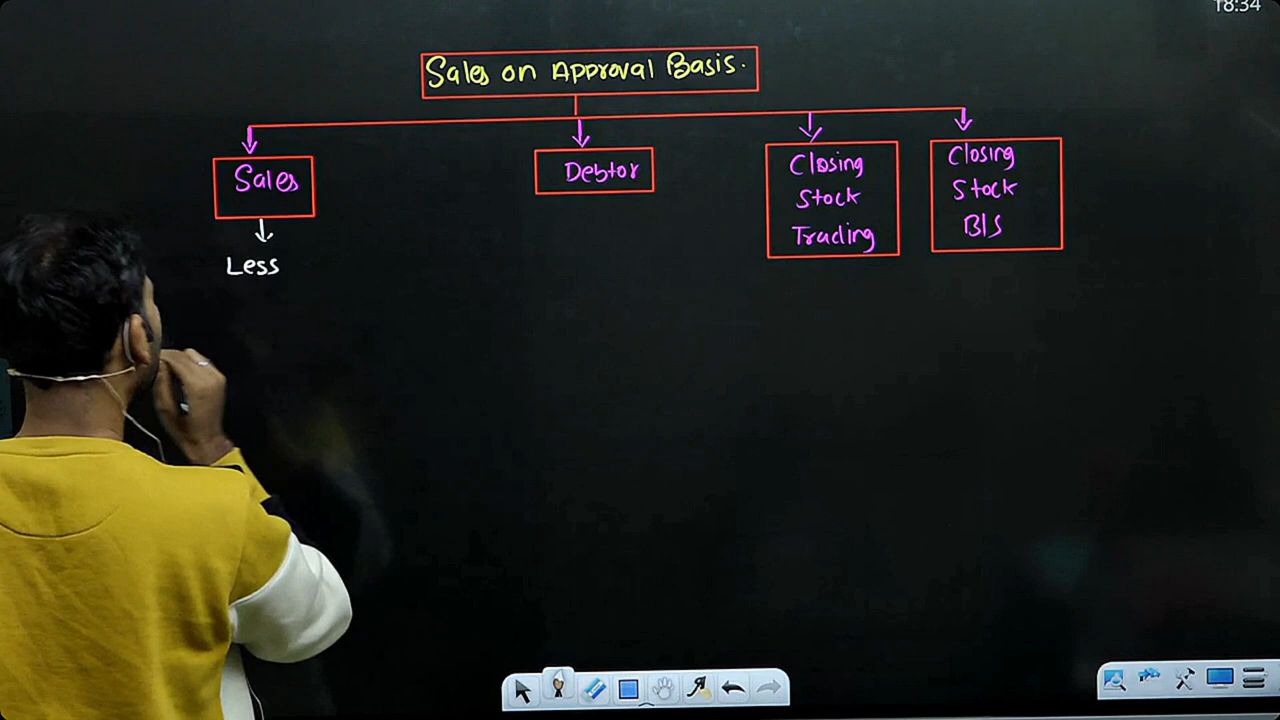 18:34
Sales on Approval Basis.
Sales
Debtor
Closing
Stock
Trading
Closing
Stock
B/S
Less